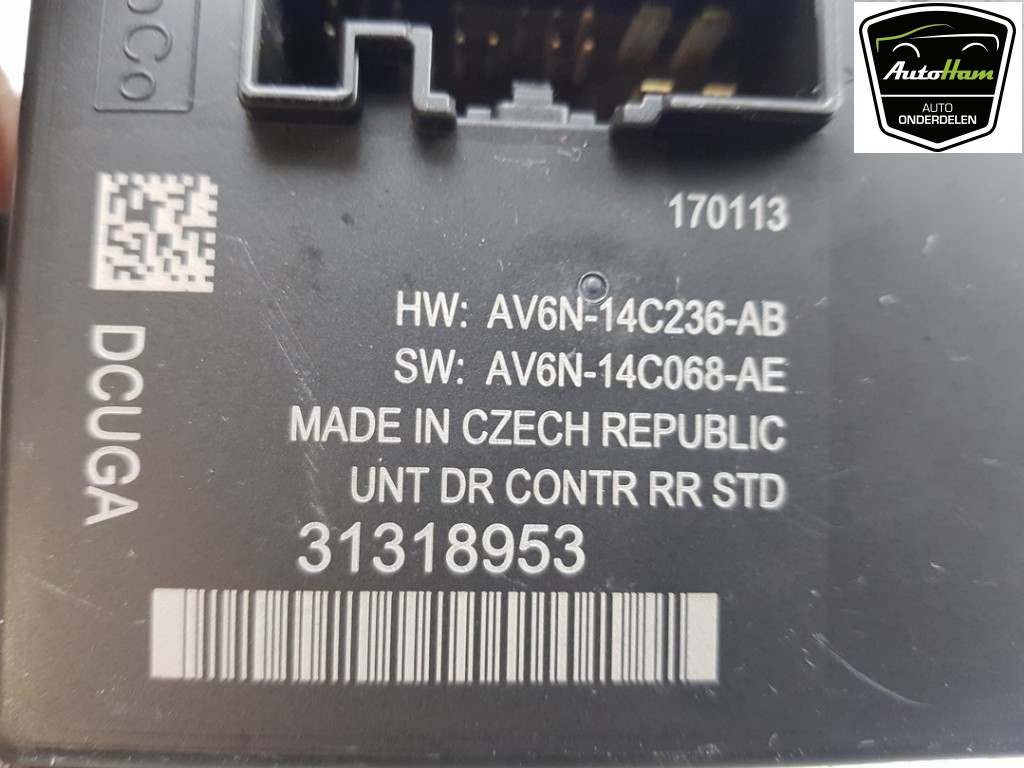 AutoHam
AUTO
ONDERDELEN
170113
HW: AV6N-14C236-AB
SW: AV6N-14C068-AE
MADE IN CZECH REPUBLIC
UNT DR CONTR RR STD
31318953
DCUGA